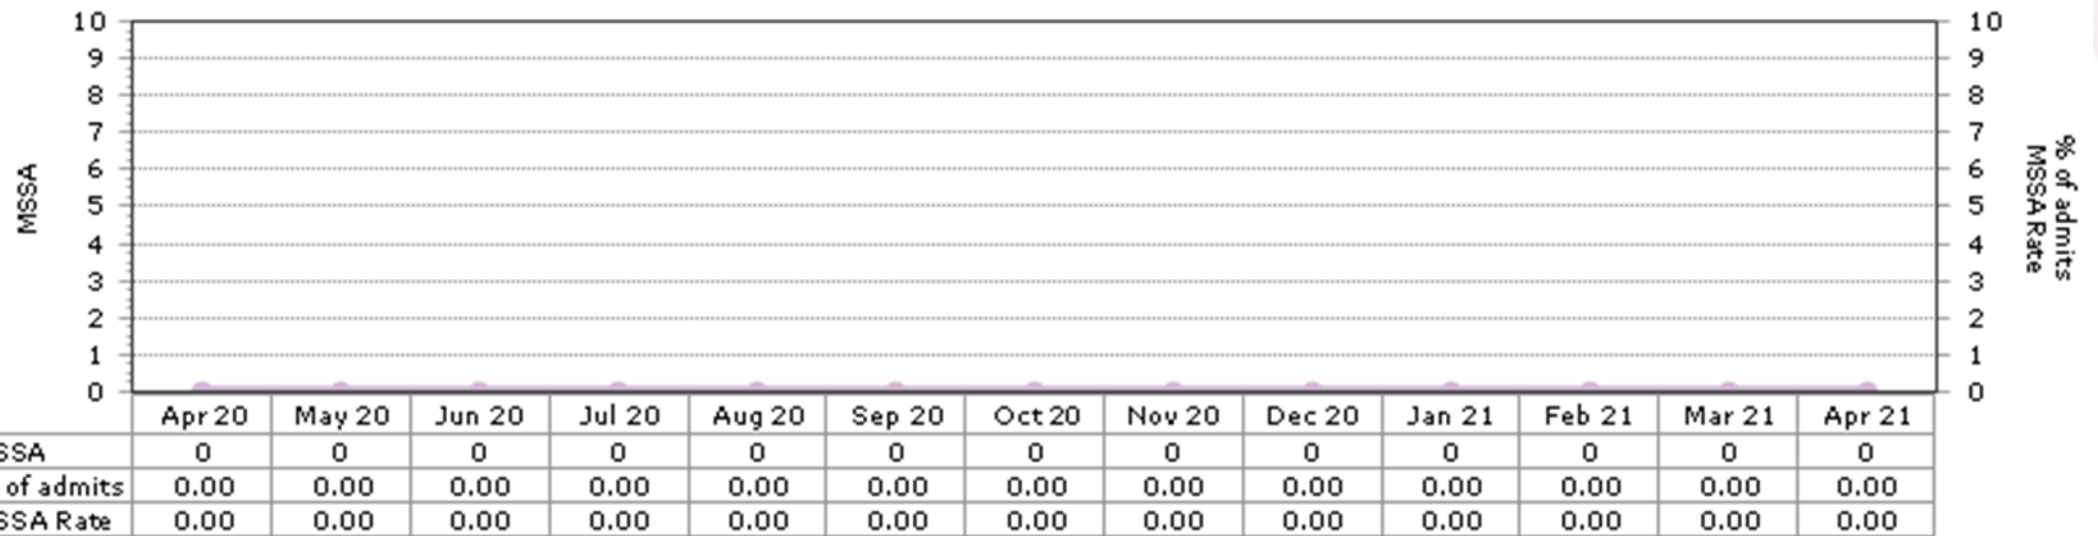 10 10
9 9
8 8
7 7
6 6
5 5
4 4
3 3
2 2
1 1
0 0
MSSA
% of admits
MSSA Rate
Apr 20 May 20 Jun 20 Jul 20 Aug 20 Sep 20 Oct 20 Nov 20 Dec 20 Jan 21 Feb 21 Mar 21 Apr 21
SSA 0 0 0 0 0 0 0 0 0 0 0 0 0
of admits 0.00 0.00 0.00 0.00 0.00 0.00 0.00 0.00 0.00 0.00 0.00 0.00 0.00
SSA Rate 0.00 0.00 0.00 0.00 0.00 0.00 0.00 0.00 0.00 0.00 0.00 0.00 0.00